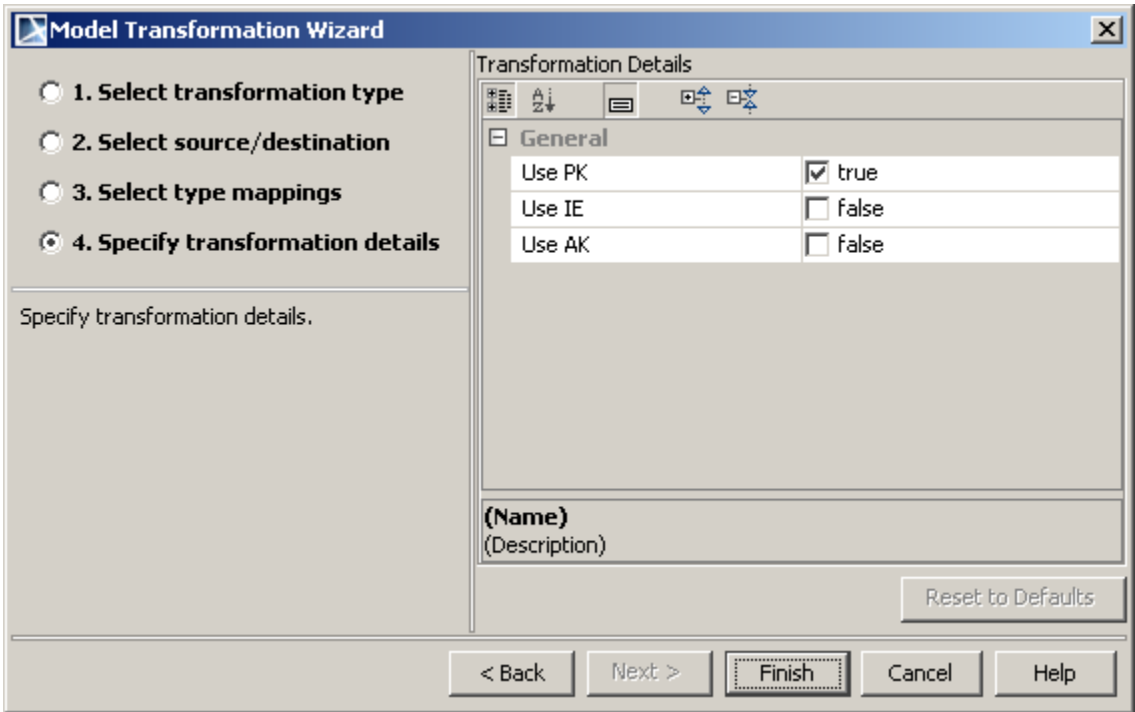 Model Transformation Wizard
1. Select transformation type
2. Select source/destination
3. Select type mappings
4. Specify transformation details
Specify transformation details.
Transformation Details
A
Z
General
Use PK true
Use IE false
Use AK false
(Name)
(Description)
Reset to Defaults
< Back Next > Finish Cancel Help